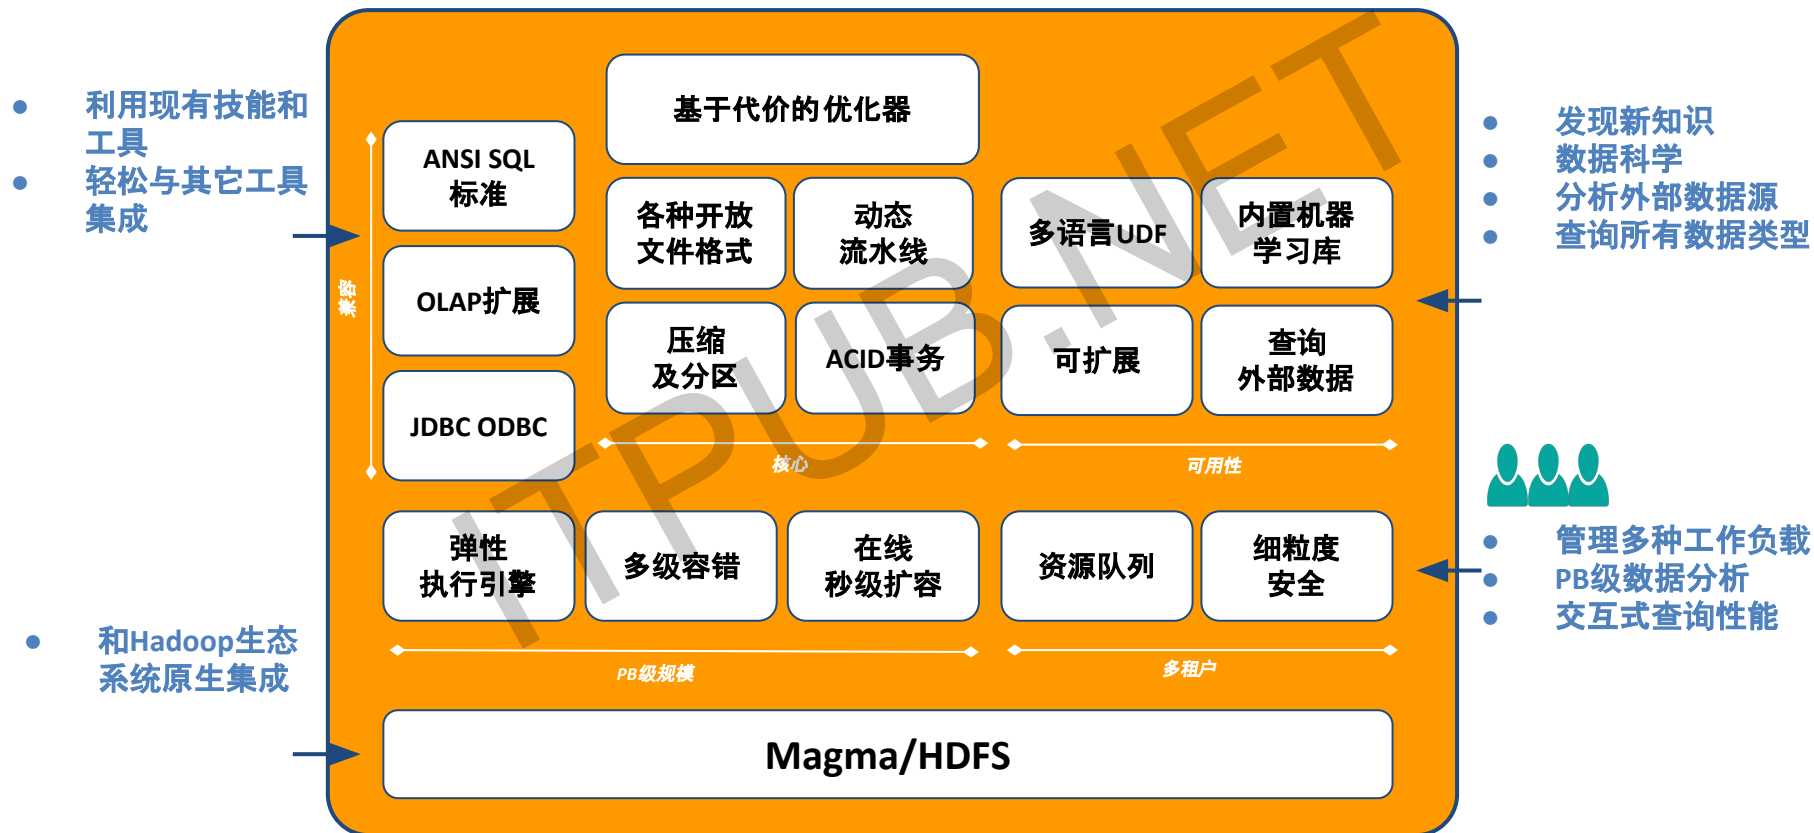 利用现有技能和
工具
轻松与其它工具
集成
和Hadoop生态
系统原生集成
兼容
ANSI SQL
标准
OLAP扩展
JDBC ODBC
基于代价的优化器
各种开放
文件格式
动态
流水线
压缩
及分区
ACID事务
核心
多语言UDF
内置机器
学习库
可扩展
查询
外部数据
可用性
弹性
执行引擎
多级容错
在线
秒级扩容
PB级规模
资源队列
细粒度
安全
多租户
Magma/HDFS
发现新知识
数据科学
分析外部数据源
查询所有数据类型
管理多种工作负载
PB级数据分析
交互式查询性能
ITPUB.NET